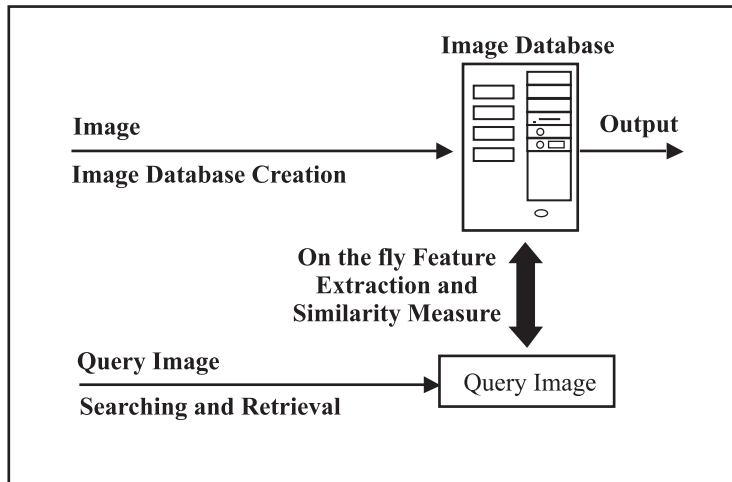 Image Database
Image
Output
Image Database Creation
On the fly Feature
Extraction and
Similarity Measure
Query Image
Query Image
Searching and Retrieval